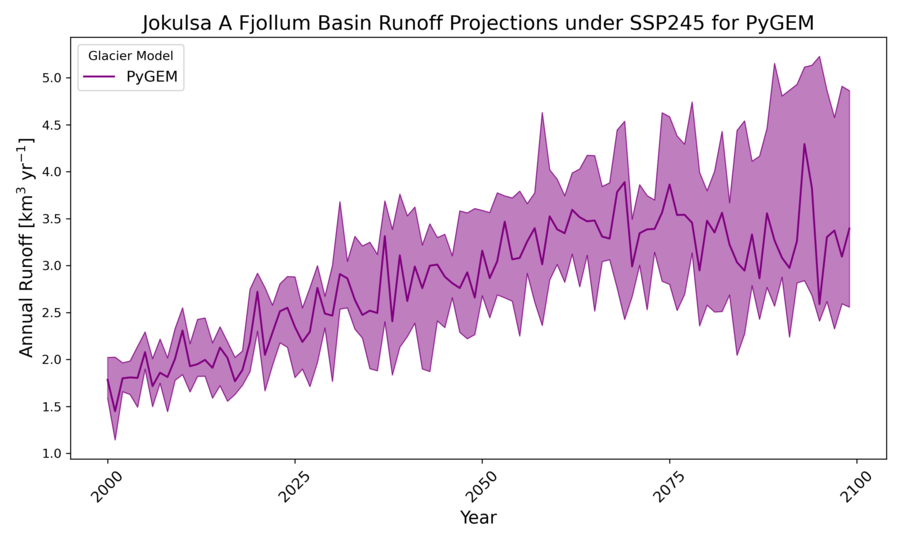 Jokulsa A Fjollum Basin Runoff Projections under SSP245 for PyGEM
Glacier Model
PyGEM
5.0
4.5
4.0
3.5
3.0
2.5
2.0
1.5
1.0
Annual Runoff [km³ yr⁻¹]
2000
2025
2050
2075
2100
Year